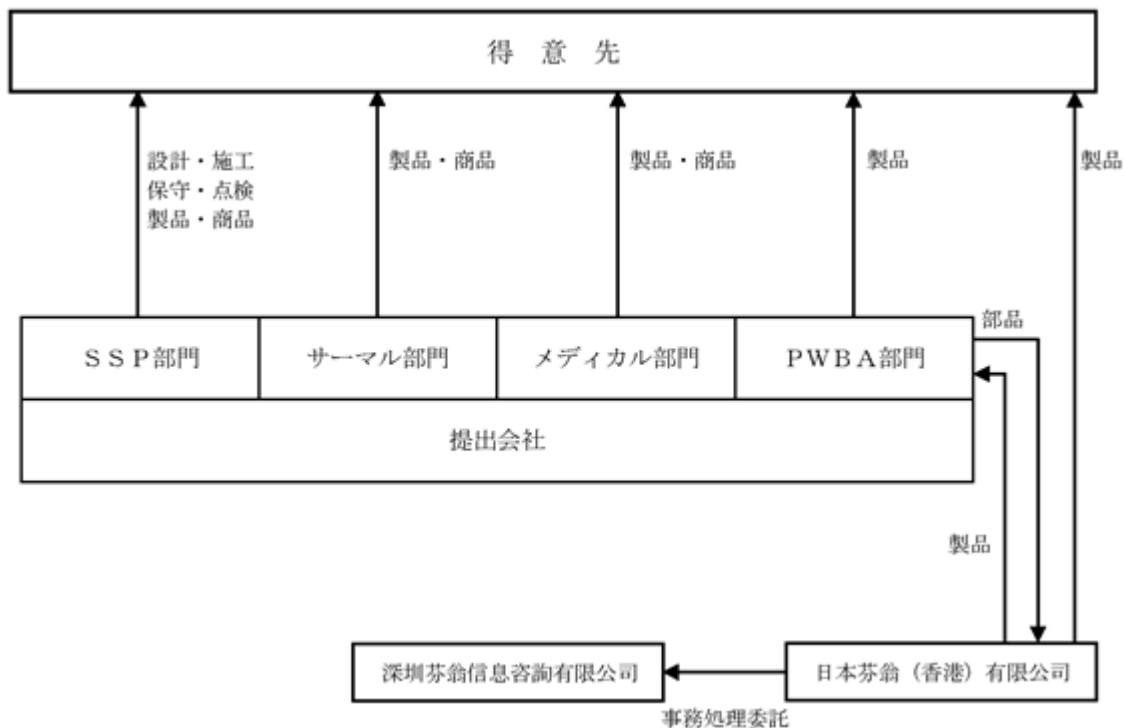 得 意 先
設計・施工
保守・点検
製品・商品
製品・商品
製品・商品
製品
製品
部品
ＳＳＰ部門
サーマル部門
メディカル部門
ＰＷＢＡ部門
提出会社
製品
深圳芬翁信息咨詢有限公司
日本芬翁（香港）有限公司
事務処理委託